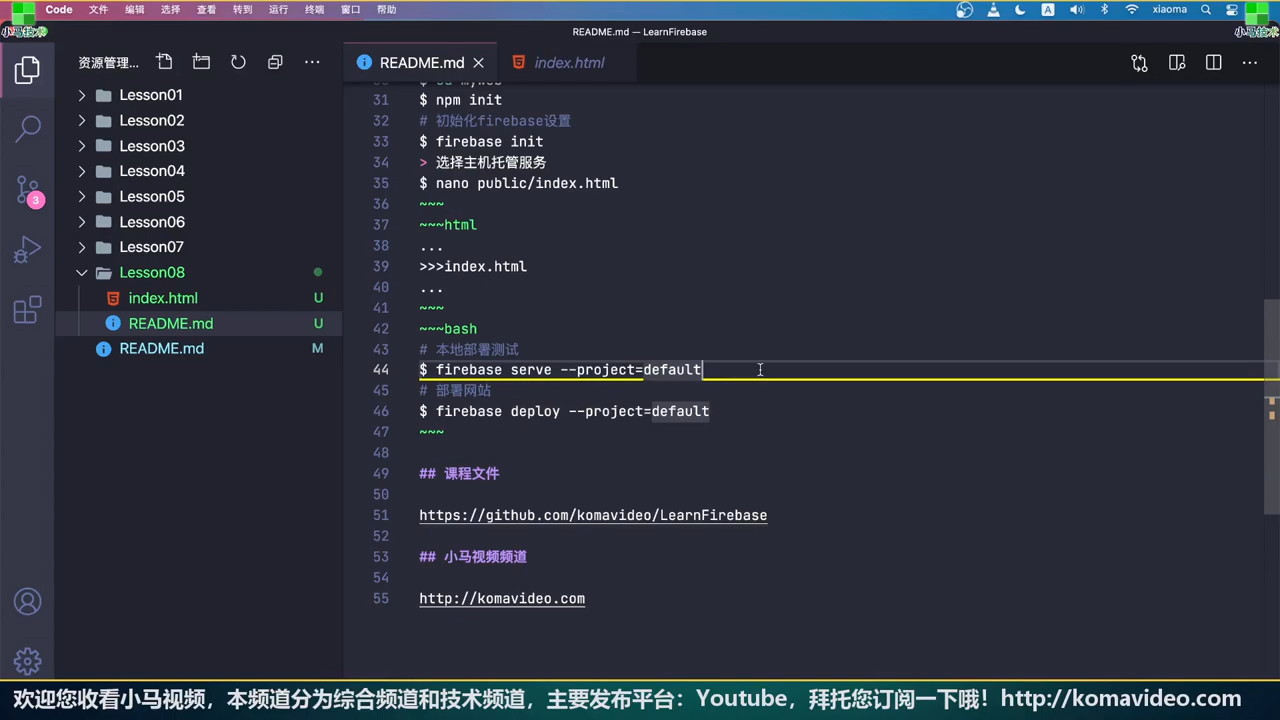 Code 文件 编辑 选择 查看 转到 运行 终端 窗口 帮助 A xiaoma
小马技术 小马技术
README.md — LearnFirebase
资源管理... ...
README.md index.html ...
Lesson01
Lesson02
Lesson03
Lesson04
Lesson05
Lesson06
Lesson07
Lesson08
index.html U
README.md U
README.md M
3
31 $ npm init
32 # 初始化firebase设置
33 $ firebase init
34 > 选择主机托管服务
35 $ nano public/index.html
36 ~~~
37 ~~~html
38 ...
39 >>>index.html
40 ...
41 ~~~
42 ~~~bash
43 # 本地部署测试
44 $ firebase serve --project=default
45 # 部署网站
46 $ firebase deploy --project=default
47 ~~~
48
49 ## 课程文件
50
51 https://github.com/komavideo/LearnFirebase
52
53 ## 小马视频频道
54
55 http://komavideo.com
欢迎您收看小马视频，本频道分为综合频道和技术频道，主要发布平台：Youtube，拜托您订阅一下哦！http://komavideo.com